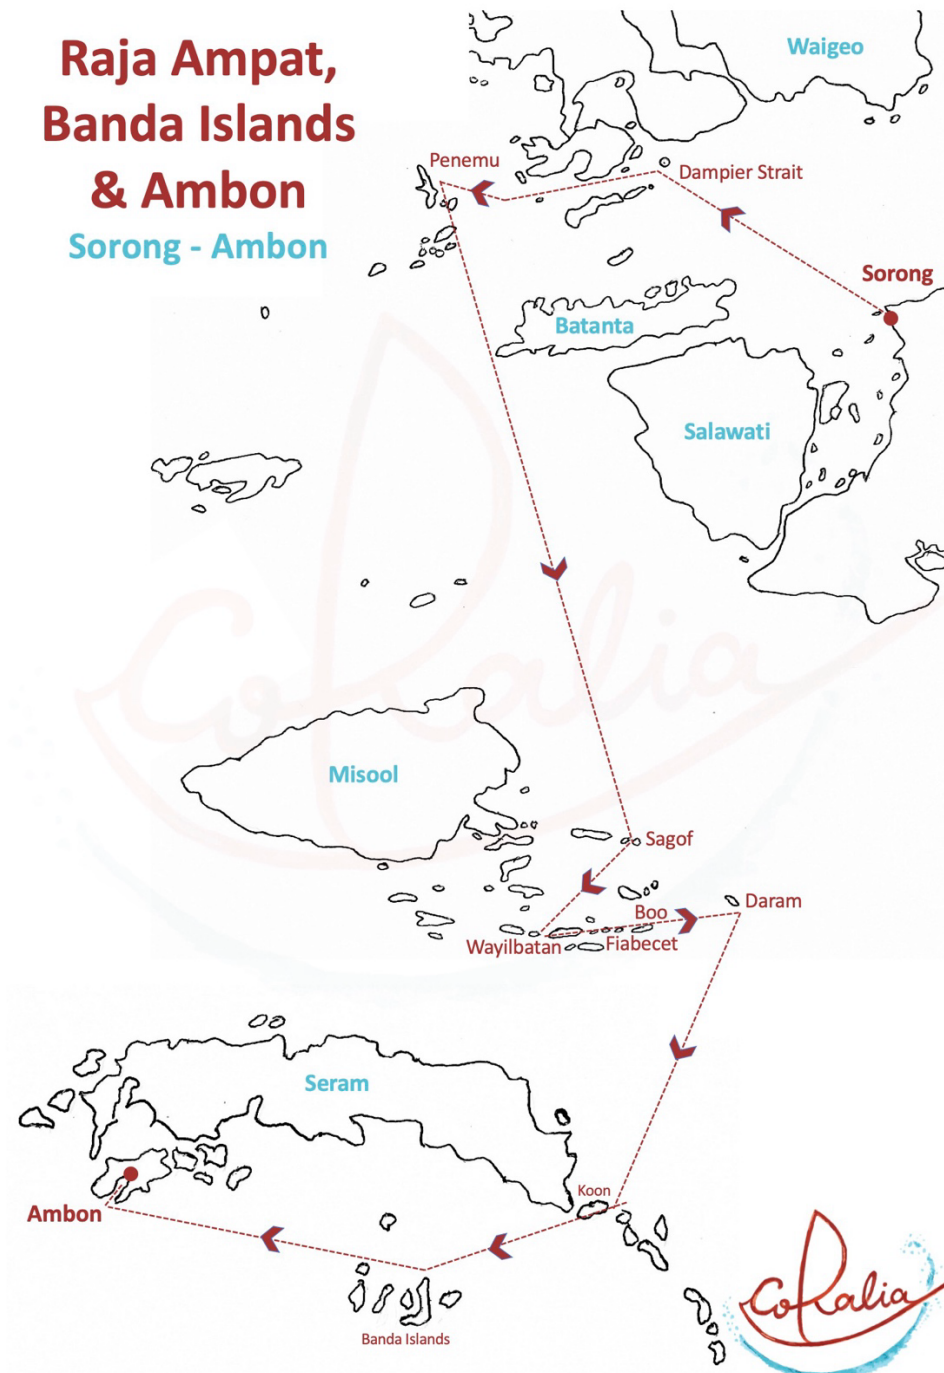 Raja Ampat,
Banda Islands
& Ambon
Sorong - Ambon
Waigeo
Penemu
Dampier Strait
Sorong
Batanta
Salawati
Misool
Sagof
Daram
Boo
Wayilbatan
Fiabecet
Seram
Koon
Ambon
Banda Islands
Coralia
Coralia